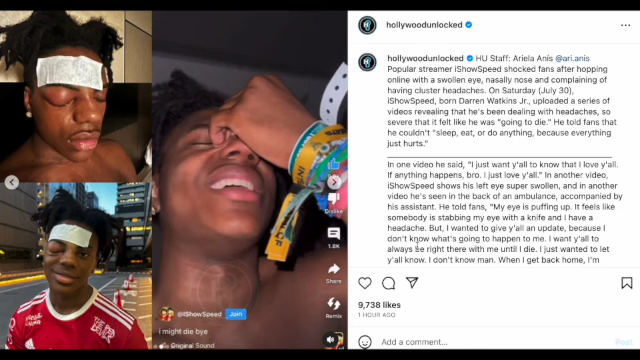 hollywoodunlocked
hollywoodunlocked HU Staff: Ariela Anís @ari.anis
Popular streamer iShowSpeed shocked fans after hopping
online with a swollen eye, nasally nose and complaining of
having cluster headaches. On Saturday (July 30),
iShowSpeed, born Darren Watkins Jr., uploaded a series of
videos revealing that he's been dealing with headaches, so
severe that it felt like he was "going to die." He told fans that
he couldn't "sleep, eat, or do anything, because everything
just hurts."
In one video he said, "I just want y'all to know that I love y'all.
If anything happens, bro. I just love y'all." In another video,
iShowSpeed shows his left eye super swollen, and in another
video he's seen in the back of an ambulance, accompanied by
his assistant. He told fans, "My eye is puffing up. It feels like
somebody is stabbing my eye with a knife and I have a
headache. But, I wanted to give y'all an update, because I
don't know what's going to happen to me. I want y'all to
always be right there with me until I die. I just wanted to let
y'all know. I don't know man. When I get back home, I'm
9,738 likes
1 HOUR AGO
Add a comment...
Post
Dislike
1.8K
Share
Remix
@IShowSpeed Join
i might die bye
Original Sound